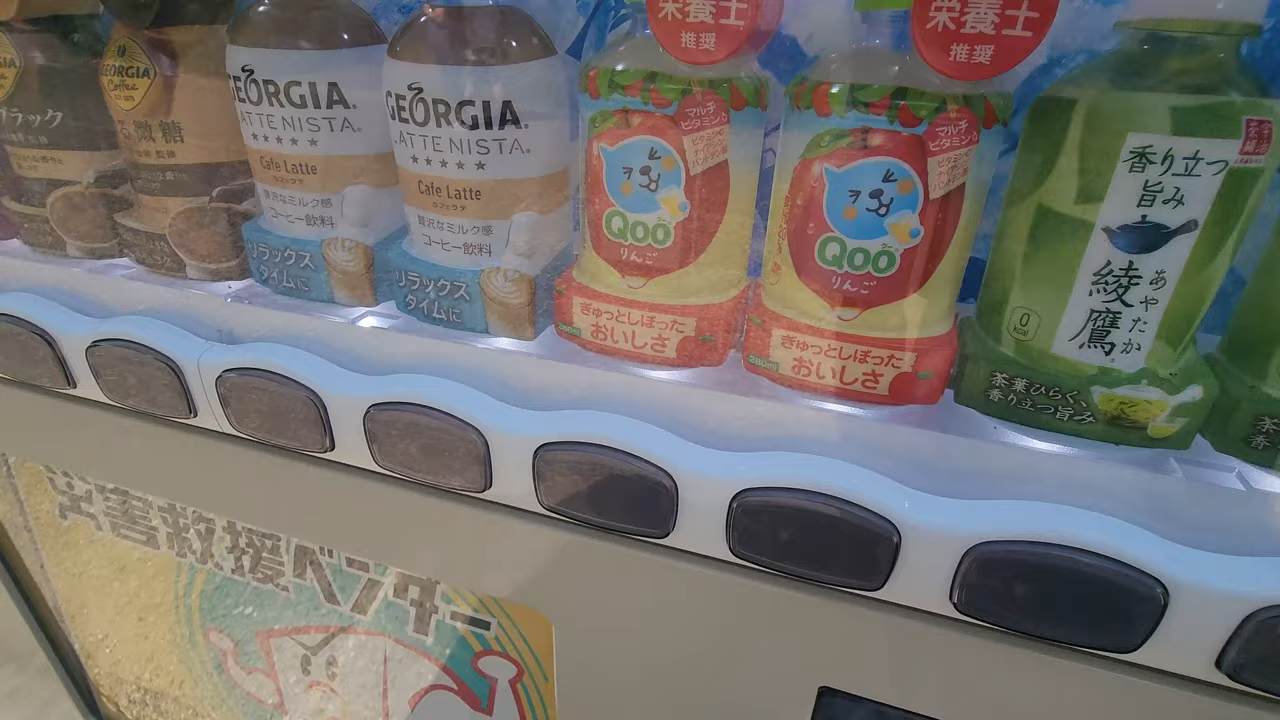 ラック
GEORGIA
Coffee
微糖
GEORGIA.
LATTENISTA.
Cafe Latte
カフェラテ
贅沢なミルク感
コーヒー飲料
リラックス
タイムに
GEORGIA.
LATTENISTA.
Cafe Latte
カフェラテ
贅沢なミルク感
コーヒー飲料
リラックス
タイムに
栄養士
推奨
マルチ
ビタミン
Qoo
りんご
280ml
ぎゅっとしぼった
おいしさ
栄養士
推奨
マルチ
ビタミン
Qoo
りんご
280ml
ぎゅっとしぼった
おいしさ
香り立つ
旨み
綾鷹
あやたか
0
kcal
茶葉ひらく、
香り立つ旨み
茶
香
災害救援ベンダー